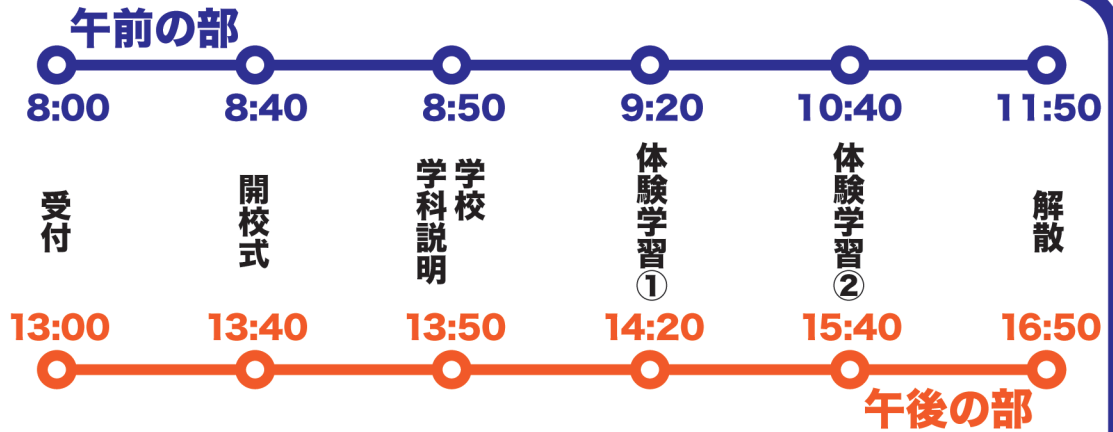 午前の部
8:00
8:40
8:50
9:20
10:40
11:50
受付
開校式
学校
学科説明
体験学習①
体験学習②
解散
13:00
13:40
13:50
14:20
15:40
16:50
午後の部